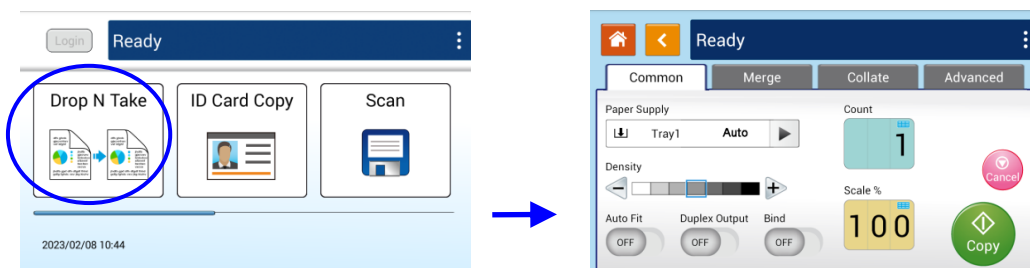 Login
Ready
Drop N Take
ID Card Copy
Scan
2023/02/08 10:44
Ready
Common
Merge
Collate
Advanced
Paper Supply
Tray1
Auto
Count
1
Density
Cancel
Scale %
100
Auto Fit
Duplex Output
Bind
OFF
OFF
OFF
Copy